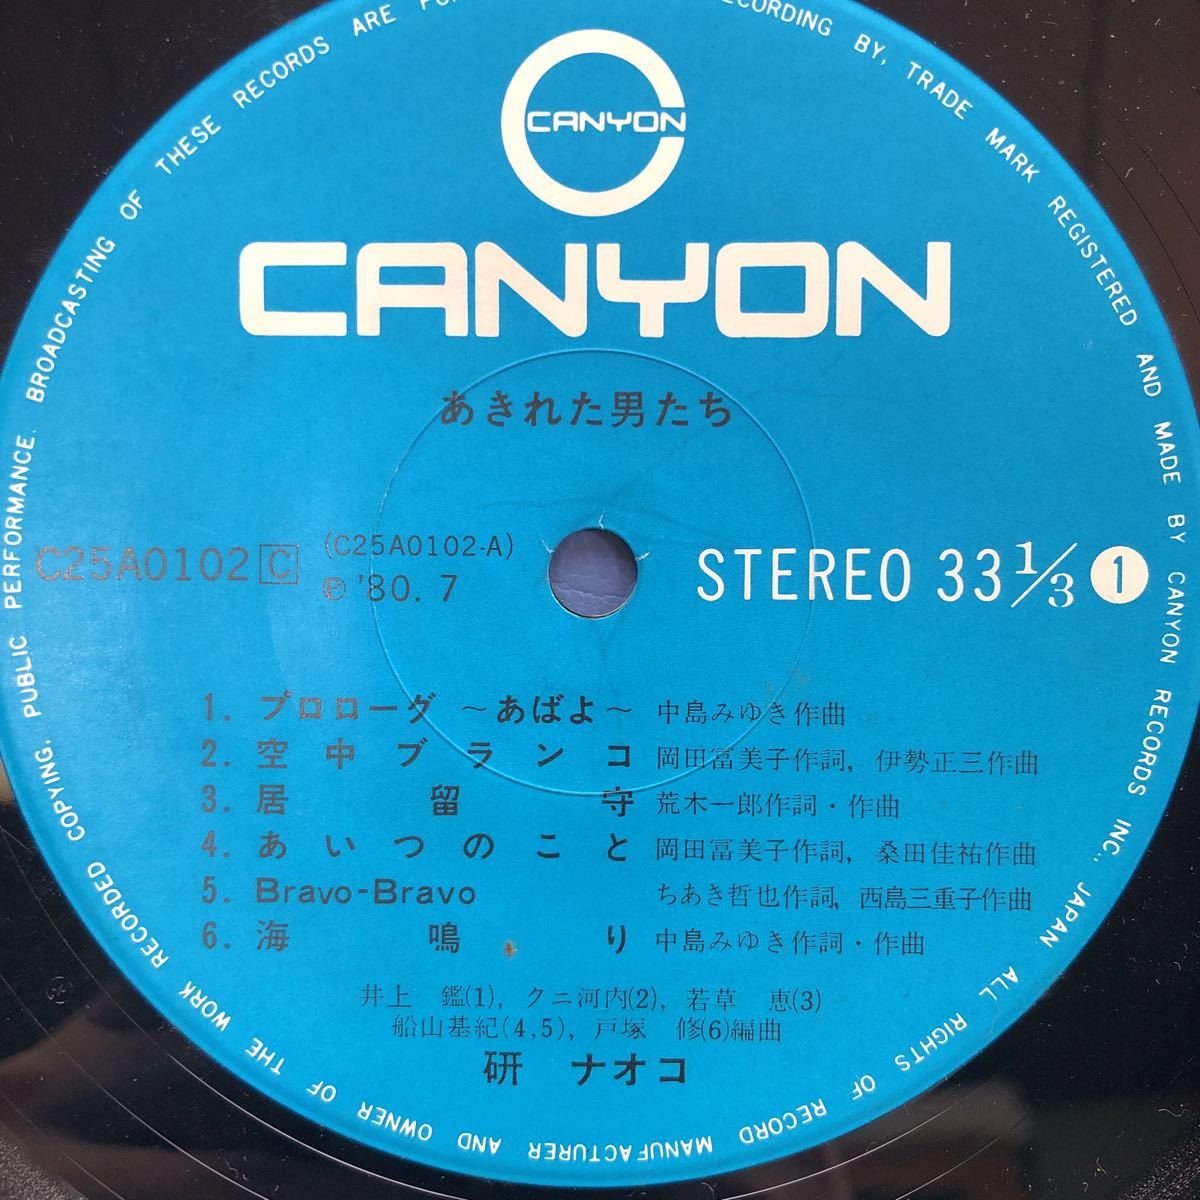 CANYON
CANYON
あきれた男たち
C25A0102 C
(C25A0102-A)
℗ '80. 7
STEREO 33 1/3 1
1. プロローグ ～あばよ～ 中島みゆき作曲
2. 空中ブランコ 岡田冨美子作詞, 伊勢正三作曲
3. 居留守 荒木一郎作詞・作曲
4. あいつのこと 岡田冨美子作詞, 桑田佳祐作曲
5. Bravo-Bravo ちあき哲也作詞, 西島三重子作曲
6. 海鳴り 中島みゆき作詞・作曲
井上 鑑(1), クニ河内(2), 若草 恵(3)
船山基紀(4,5), 戸塚 修(6)編曲
研 ナオコ
RECORDING BY, TRADE MARK REGISTERED AND MADE BY CANYON RECORDS INC., JAPAN. ALL RIGHTS OF RECORD MANUFACTURER AND OWNER OF THE WORK RECORDED COPYING, PUBLIC PERFORMANCE. BROADCASTING OF THESE RECORDS ARE